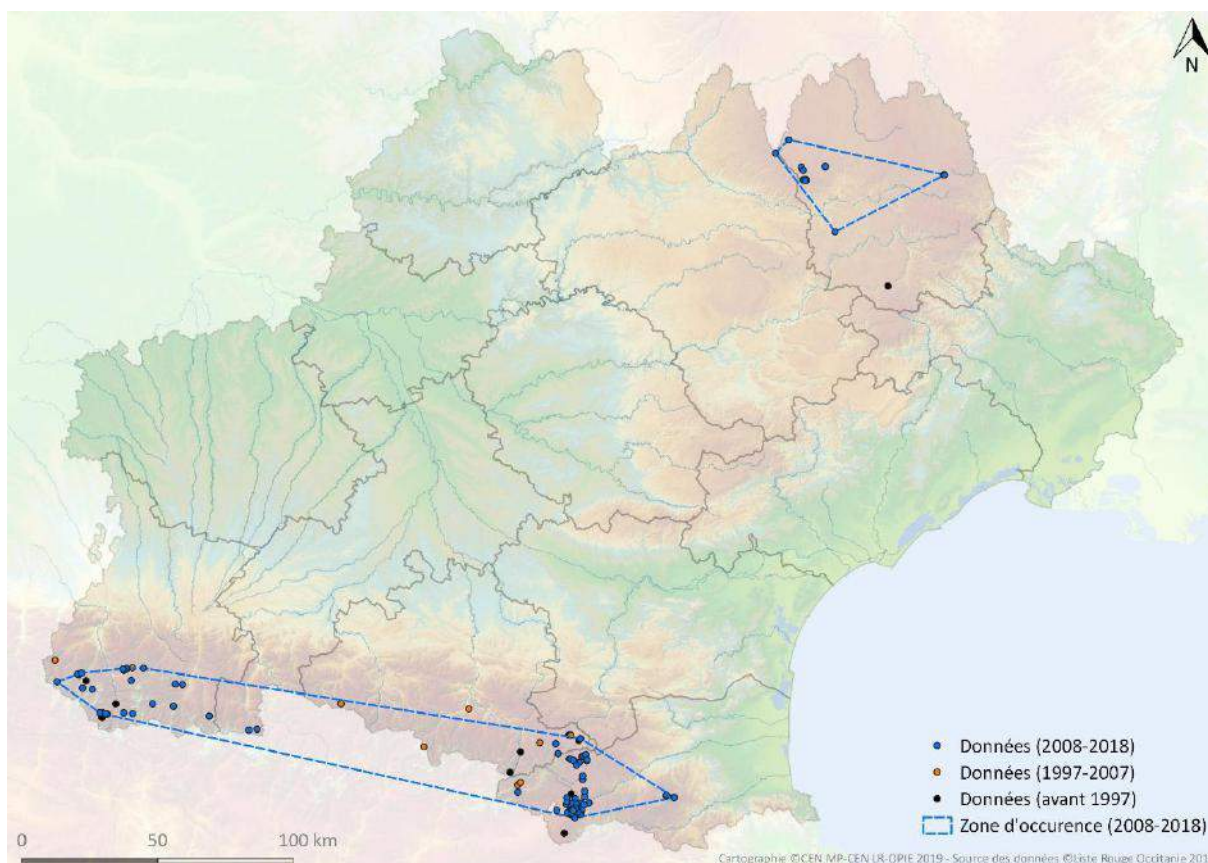 N
Données (2008-2018)
Données (1997-2007)
Données (avant 1997)
Zone d'occurence (2008-2018)
0 50 100 km
Cartographie ©CEN MP-CEN LR-OPIE 2019 - Source des données ©Liste Rouge Occitanie 201